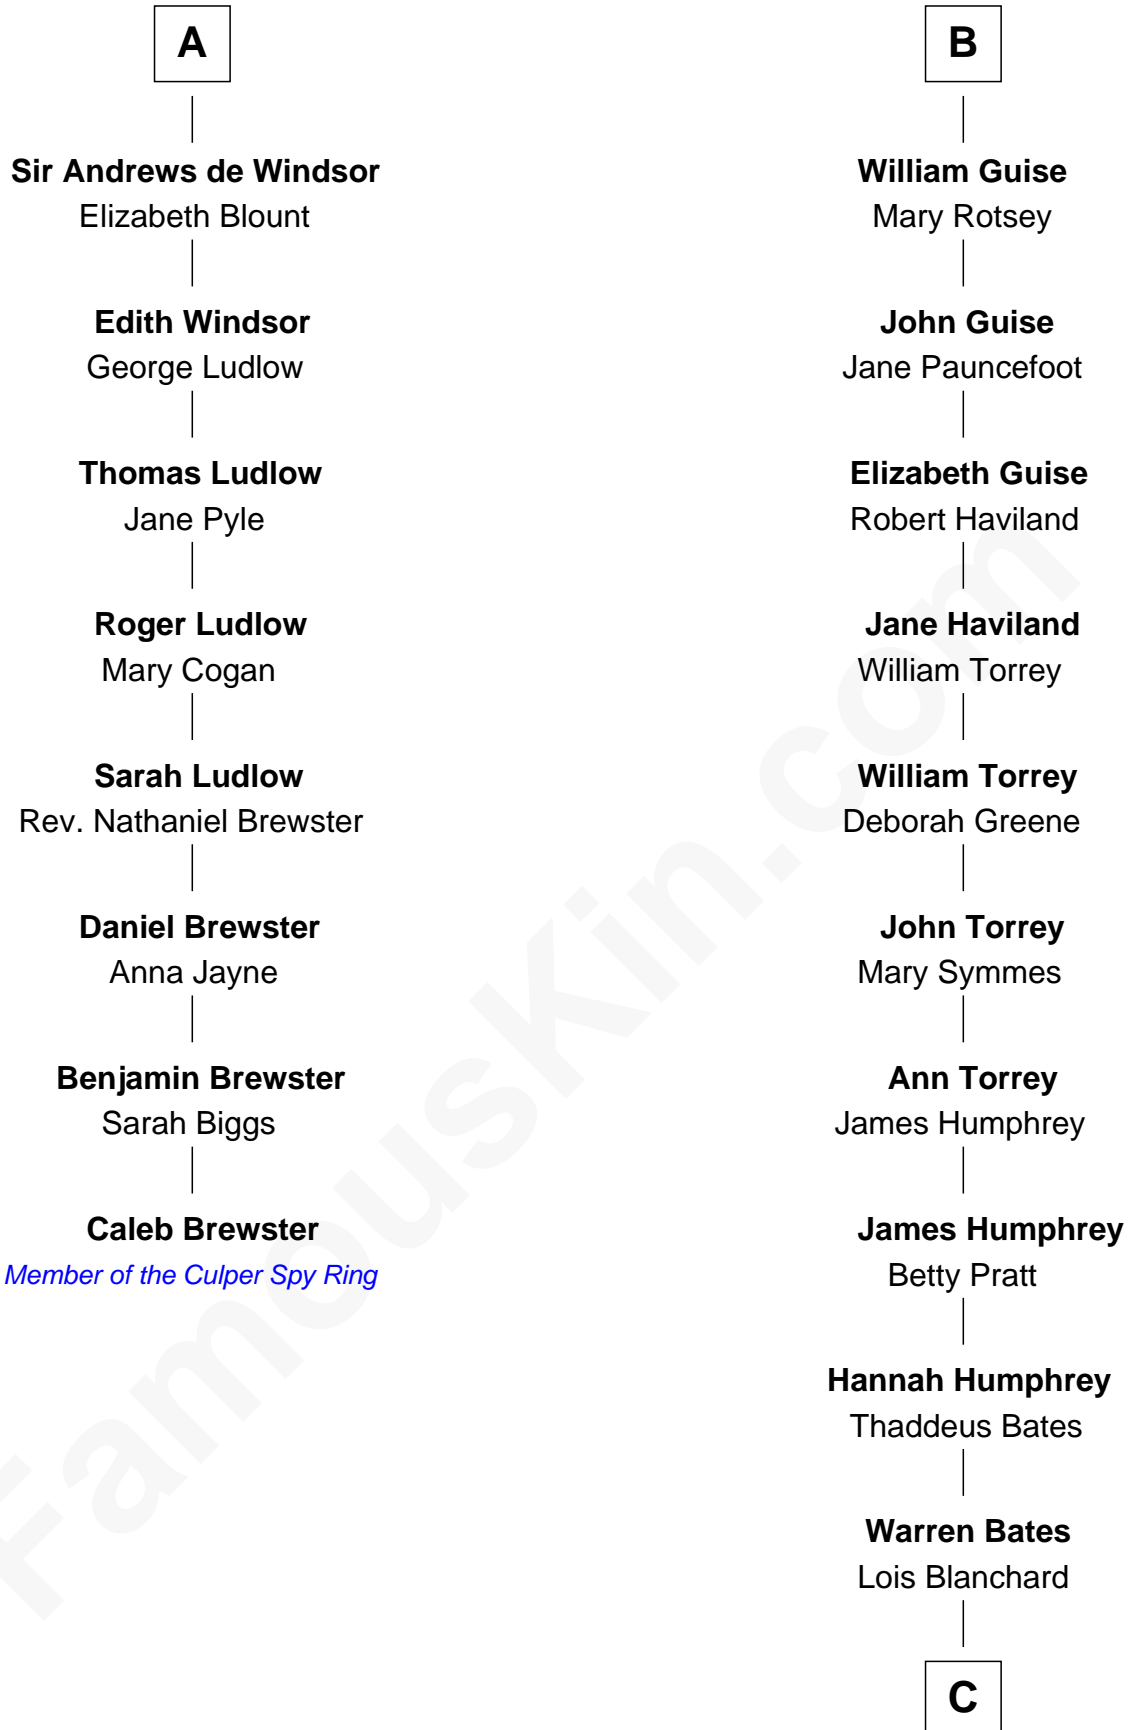 A
Sir Andrews de Windsor
Elizabeth Blount
Edith Windsor
George Ludlow
Thomas Ludlow
Jane Pyle
Roger Ludlow
Mary Cogan
Sarah Ludlow
Rev. Nathaniel Brewster
Daniel Brewster
Anna Jayne
Benjamin Brewster
Sarah Biggs
Caleb Brewster
Member of the Culper Spy Ring
B
William Guise
Mary Rotsey
John Guise
Jane Pauncefoot
Elizabeth Guise
Robert Haviland
Jane Haviland
William Torrey
William Torrey
Deborah Greene
John Torrey
Mary Symmes
Ann Torrey
James Humphrey
James Humphrey
Betty Pratt
Hannah Humphrey
Thaddeus Bates
Warren Bates
Lois Blanchard
C
FamousKin.com